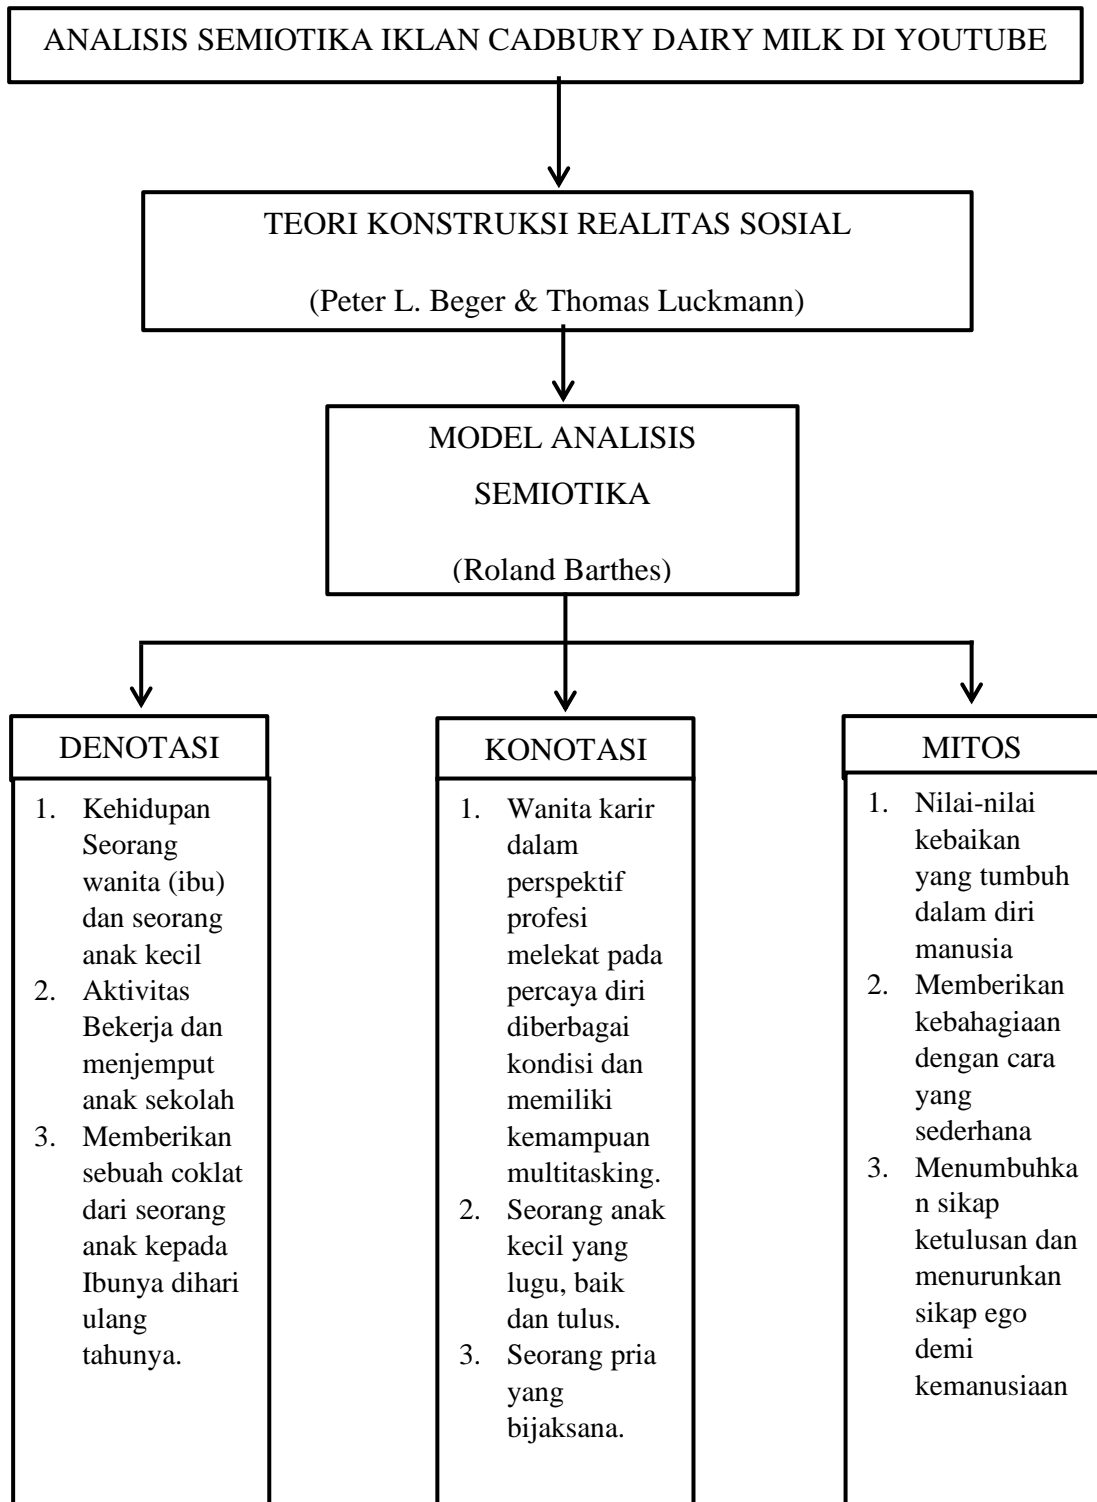 ANALISIS SEMIOTIKA IKLAN CADBURY DAIRY MILK DI YOUTUBE
TEORI KONSTRUKSI REALITAS SOSIAL
(Peter L. Beger & Thomas Luckmann)
MODEL ANALISIS
SEMIOTIKA
(Roland Barthes)
DENOTASI
1. Kehidupan
Seorang
wanita (ibu)
dan seorang
anak kecil
2. Aktivitas
Bekerja dan
menjemput
anak sekolah
3. Memberikan
sebuah coklat
dari seorang
anak kepada
Ibunya dihari
ulang
tahunya.
KONOTASI
1. Wanita karir
dalam
perspektif
profesi
melekat pada
percaya diri
diberbagai
kondisi dan
memiliki
kemampuan
multitasking.
2. Seorang anak
kecil yang
lugu, baik
dan tulus.
3. Seorang pria
yang
bijaksana.
MITOS
1. Nilai-nilai
kebaikan
yang tumbuh
dalam diri
manusia
2. Memberikan
kebahagiaan
dengan cara
yang
sederhana
3. Menumbuhka
n sikap
ketulusan dan
menurunkan
sikap ego
demi
kemanusiaan